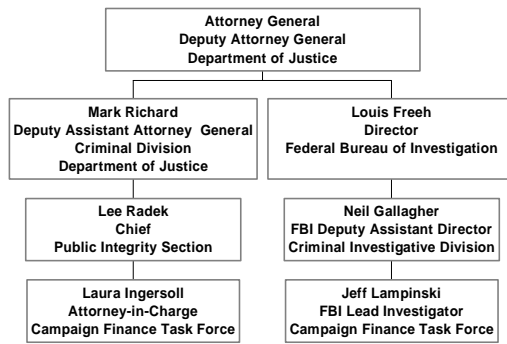 Attorney General
Deputy Attorney General
Department of Justice
Mark Richard
Deputy Assistant Attorney General
Criminal Division
Department of Justice
Louis Freeh
Director
Federal Bureau of Investigation
Lee Radek
Chief
Public Integrity Section
Neil Gallagher
FBI Deputy Assistant Director
Criminal Investigative Division
Laura Ingersoll
Attorney-in-Charge
Campaign Finance Task Force
Jeff Lampinski
FBI Lead Investigator
Campaign Finance Task Force